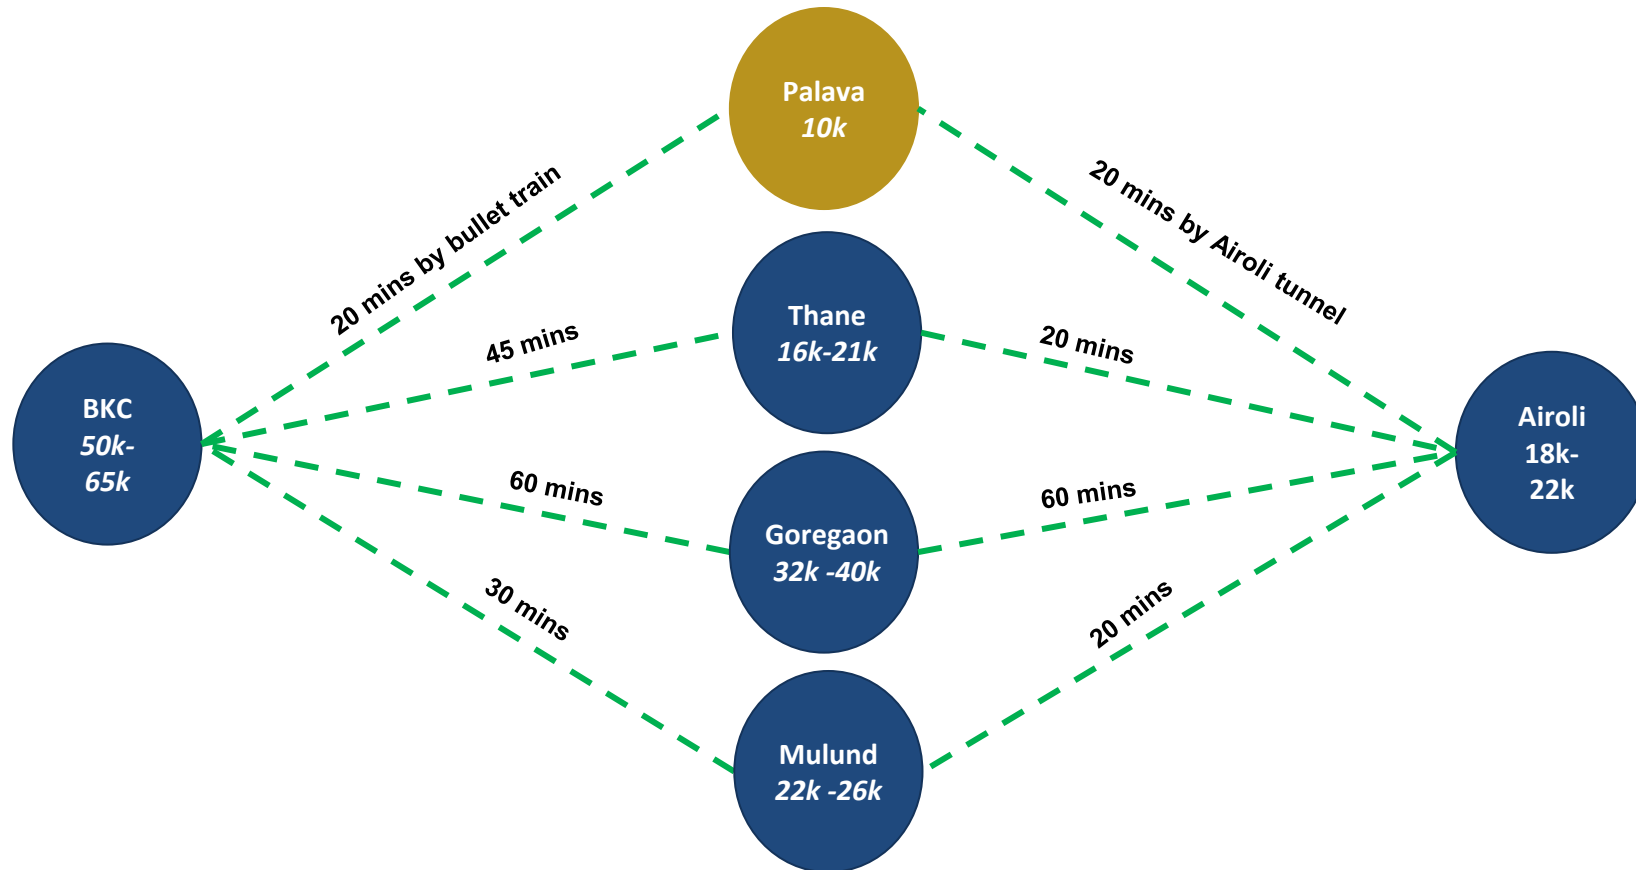 Palava
10k
20 mins by bullet train
20 mins by Airoli tunnel
Thane
16k-21k
45 mins
20 mins
BKC
50k-
65k
Airoli
18k-
22k
60 mins
60 mins
Goregaon
32k -40k
30 mins
20 mins
Mulund
22k -26k